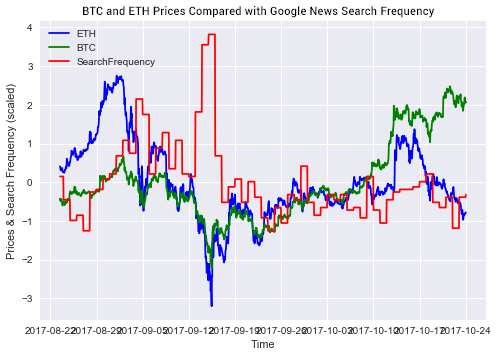 BTC and ETH Prices Compared with Google News Search Frequency
ETH
BTC
SearchFrequency
4
3
2
1
0
−1
−2
−3
Prices & Search Frequency (scaled)
2017-08-22 2017-08-29 2017-09-05 2017-09-12 2017-09-19 2017-09-26 2017-10-03 2017-10-10 2017-10-17 2017-10-24
Time